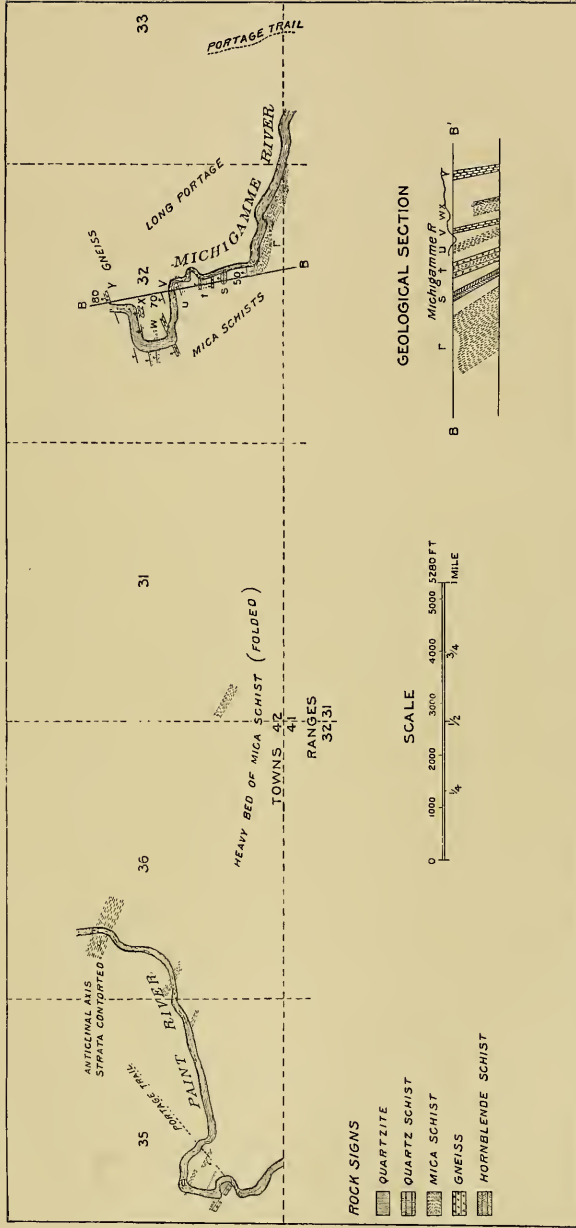 ANTICLINAL AXIS
STRATA CONTORTED
35
36
31
32
33
PORTAGE TRAIL
PAINT RIVER
HEAVY BED OF MICA SCHIST (FOLDED)
TOWNS 42
41
RANGES
32 31
B
80
Y
GNEISS
X
70
W
V
U
t
S
50
r
B
MICA SCHISTS
LONG PORTAGE
MICHIGAMME RIVER
PORTAGE TRAIL
ROCK SIGNS
QUARTZITE
QUARTZ SCHIST
MICA SCHIST
GNEISS
HORNBLENDE SCHIST
SCALE
0 1000 2000 3000 4000 5000 5280 FT
1/4 1/2 3/4 1 MILE
GEOLOGICAL SECTION
Michigamme R
B r S t u V W X Y B'